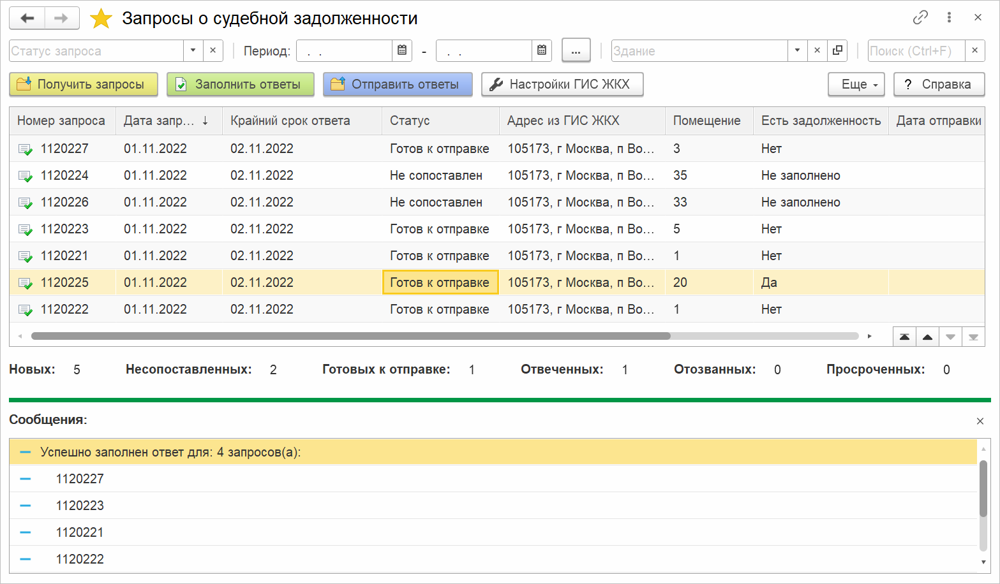 Запросы о судебной задолженности
Статус запроса Период: . . - . . ... Здание Поиск (Ctrl+F)
Получить запросы Заполнить ответы Отправить ответы Настройки ГИС ЖКХ Еще ? Справка
Номер запроса Дата запр... ↓ Крайний срок ответа Статус Адрес из ГИС ЖКХ Помещение Есть задолженность Дата отправки
1120227 01.11.2022 02.11.2022 Готов к отправке 105173, г Москва, п Во... 3 Нет
1120224 01.11.2022 02.11.2022 Не сопоставлен 105173, г Москва, п Во... 35 Не заполнено
1120226 01.11.2022 02.11.2022 Не сопоставлен 105173, г Москва, п Во... 33 Не заполнено
1120223 01.11.2022 02.11.2022 Готов к отправке 105173, г Москва, п Во... 5 Нет
1120221 01.11.2022 02.11.2022 Готов к отправке 105173, г Москва, п Во... 1 Нет
1120225 01.11.2022 02.11.2022 Готов к отправке 105173, г Москва, п Во... 20 Да
1120222 01.11.2022 02.11.2022 Готов к отправке 105173, г Москва, п Во... 1 Нет
Новых: 5 Несопоставленных: 2 Готовых к отправке: 1 Отвеченных: 1 Отозванных: 0 Просроченных: 0
Сообщения:
Успешно заполнен ответ для: 4 запросов(а):
1120227
1120223
1120221
1120222